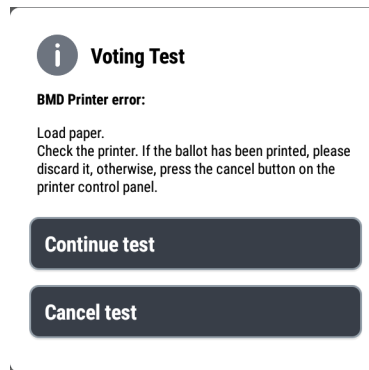 Voting Test
BMD Printer error:
Load paper.
Check the printer. If the ballot has been printed, please
discard it, otherwise, press the cancel button on the
printer control panel.
Continue test
Cancel test